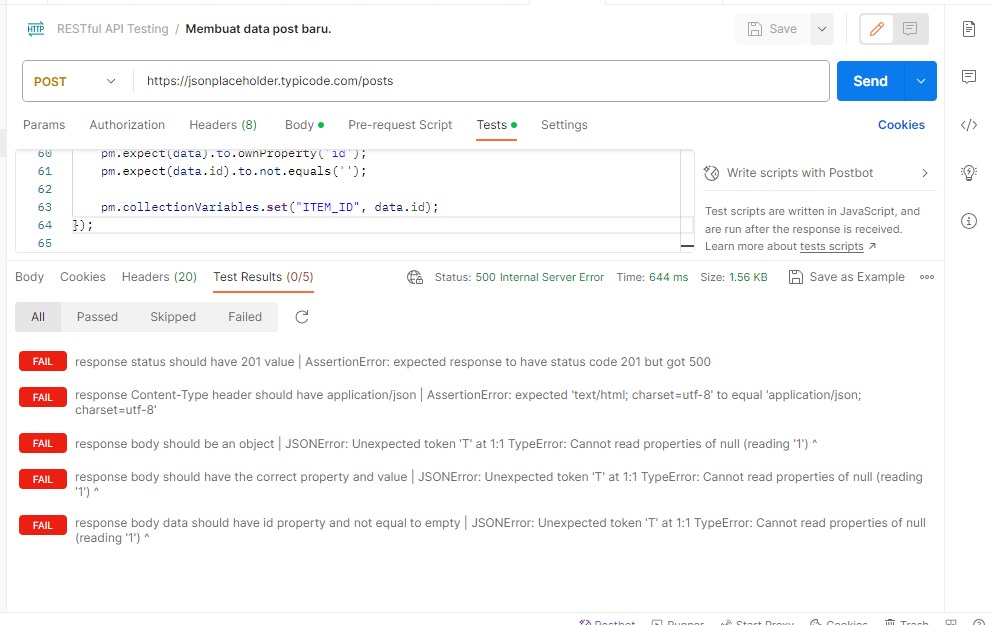 HTTP RESTful API Testing / Membuat data post baru. Save
POST https://jsonplaceholder.typicode.com/posts Send
Params Authorization Headers (8) Body Pre-request Script Tests Settings Cookies
60 pm.expect(data).to.ownProperty('id');
61 pm.expect(data.id).to.not.equals('');
62
63 pm.collectionVariables.set("ITEM_ID", data.id);
64 });
65
Write scripts with Postbot
Test scripts are written in JavaScript, and
are run after the response is received.
Learn more about tests scripts ↗
Body Cookies Headers (20) Test Results (0/5) Status: 500 Internal Server Error Time: 644 ms Size: 1.56 KB Save as Example
All Passed Skipped Failed
FAIL response status should have 201 value | AssertionError: expected response to have status code 201 but got 500
FAIL response Content-Type header should have application/json | AssertionError: expected 'text/html; charset=utf-8' to equal 'application/json;
charset=utf-8'
FAIL response body should be an object | JSONError: Unexpected token 'T' at 1:1 TypeError: Cannot read properties of null (reading '1') ^
FAIL response body should have the correct property and value | JSONError: Unexpected token 'T' at 1:1 TypeError: Cannot read properties of null (reading
'1') ^
FAIL response body data should have id property and not equal to empty | JSONError: Unexpected token 'T' at 1:1 TypeError: Cannot read properties of null
(reading '1') ^
Postbot Runner Start Proxy Cookies Trash